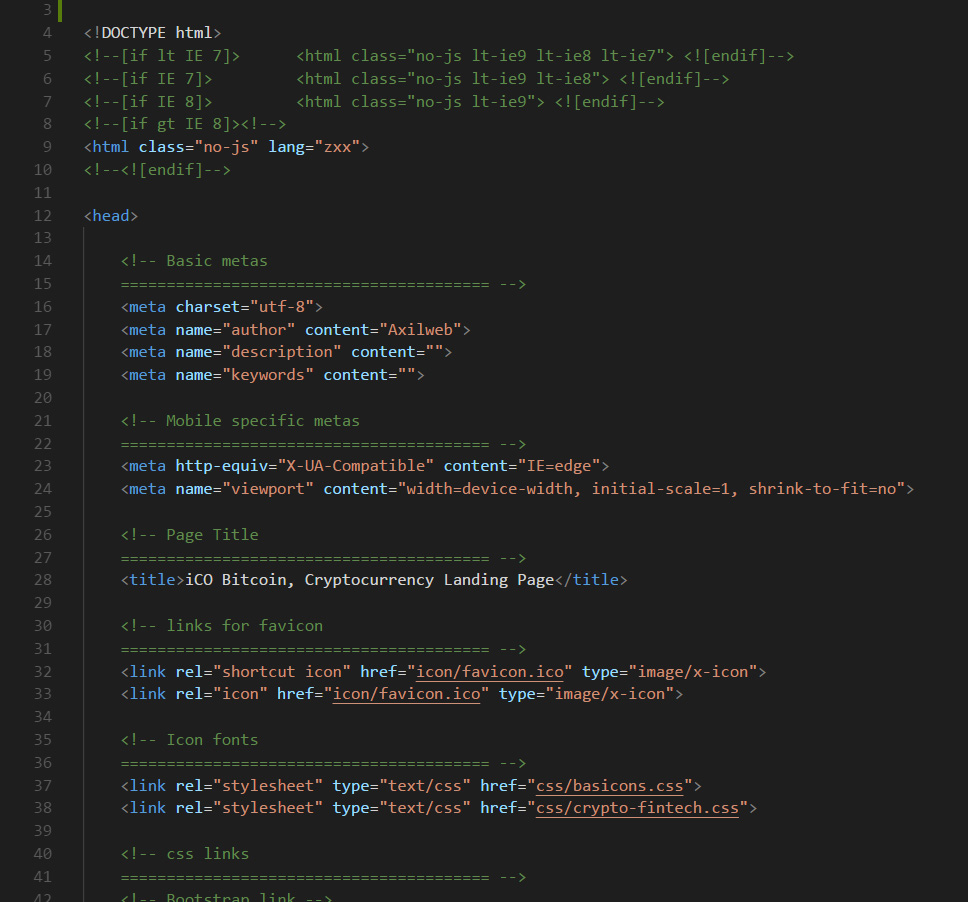 3
4 <!DOCTYPE html>
5 <!--[if lt IE 7]>      <html class="no-js lt-ie9 lt-ie8 lt-ie7"> <![endif]-->
6 <!--[if IE 7]>         <html class="no-js lt-ie9 lt-ie8"> <![endif]-->
7 <!--[if IE 8]>         <html class="no-js lt-ie9"> <![endif]-->
8 <!--[if gt IE 8]><!-->
9 <html class="no-js" lang="zxx">
10 <!--<![endif]-->
11
12 <head>
13
14     <!-- Basic metas
15     ======================================== -->
16     <meta charset="utf-8">
17     <meta name="author" content="Axilweb">
18     <meta name="description" content="">
19     <meta name="keywords" content="">
20
21     <!-- Mobile specific metas
22     ======================================== -->
23     <meta http-equiv="X-UA-Compatible" content="IE=edge">
24     <meta name="viewport" content="width=device-width, initial-scale=1, shrink-to-fit=no">
25
26     <!-- Page Title
27     ======================================== -->
28     <title>iCO Bitcoin, Cryptocurrency Landing Page</title>
29
30     <!-- links for favicon
31     ======================================== -->
32     <link rel="shortcut icon" href="icon/favicon.ico" type="image/x-icon">
33     <link rel="icon" href="icon/favicon.ico" type="image/x-icon">
34
35     <!-- Icon fonts
36     ======================================== -->
37     <link rel="stylesheet" type="text/css" href="css/basicons.css">
38     <link rel="stylesheet" type="text/css" href="css/crypto-fintech.css">
39
40     <!-- css links
41     ======================================== -->
42     <!-- Bootstrap link -->